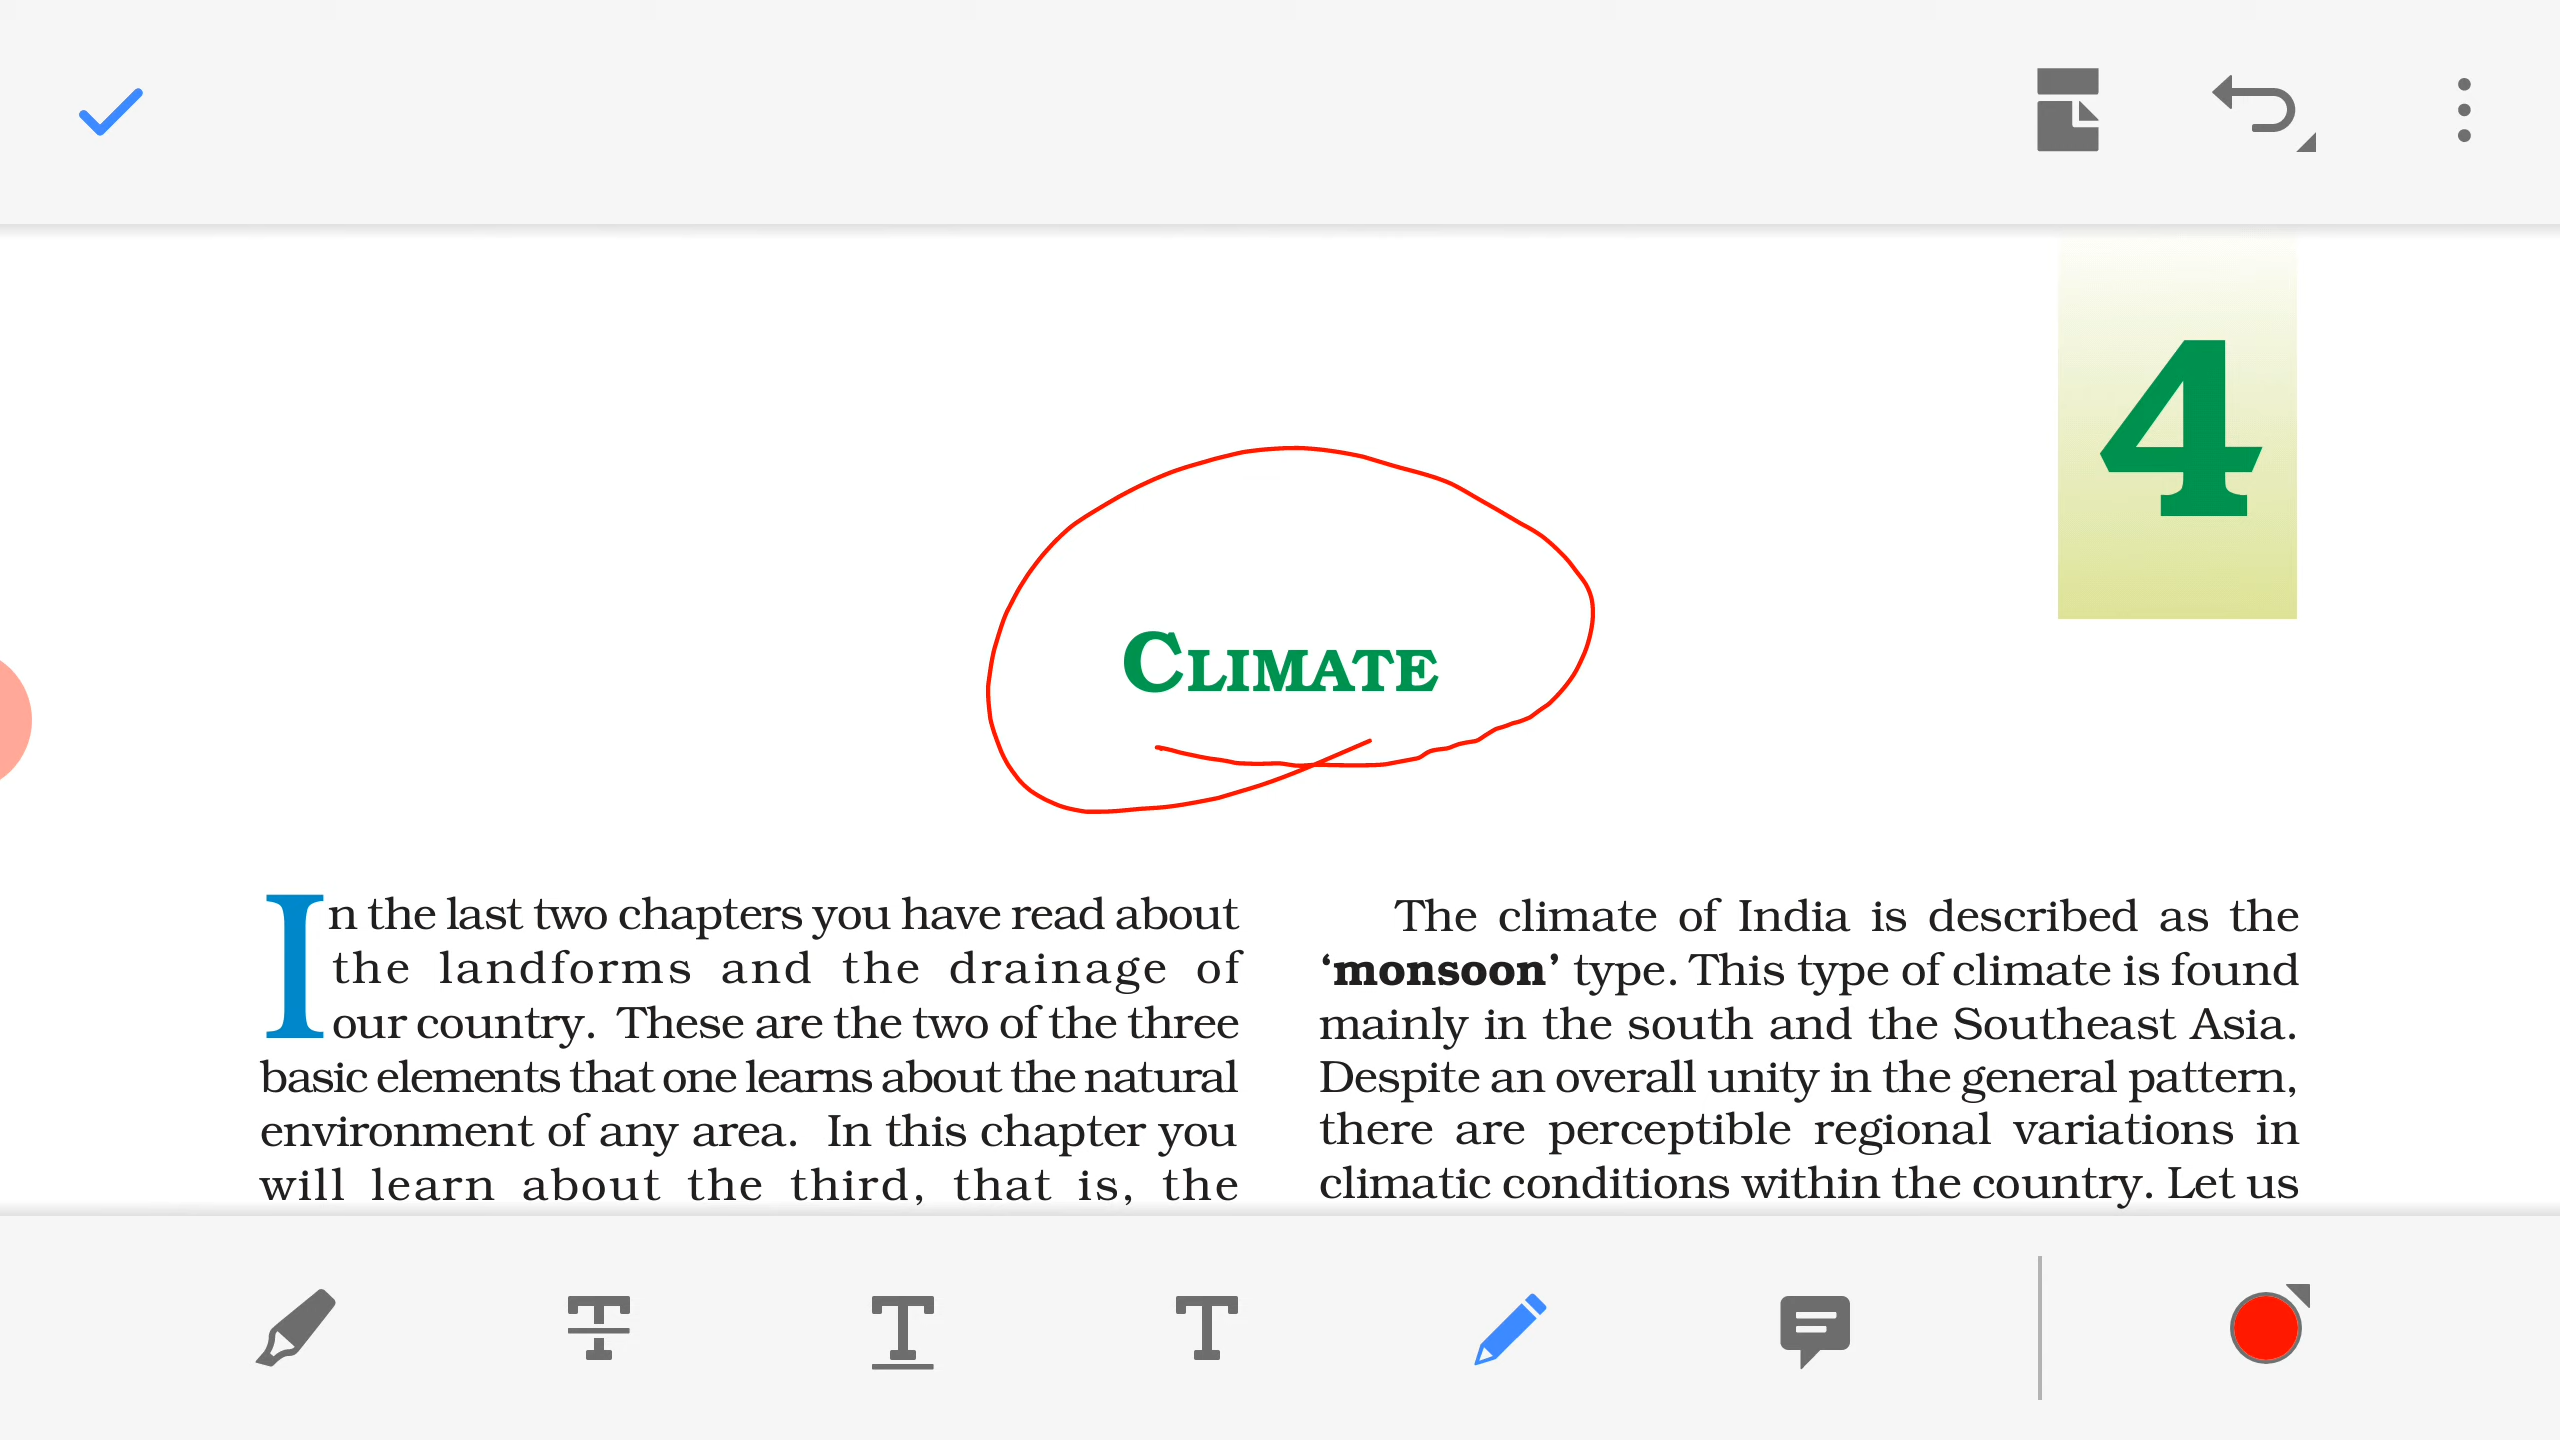 4
CLIMATE
In the last two chapters you have read about
the landforms and the drainage of
our country. These are the two of the three
basic elements that one learns about the natural
environment of any area. In this chapter you
will learn about the third, that is, the
The climate of India is described as the
‘monsoon’ type. This type of climate is found
mainly in the south and the Southeast Asia.
Despite an overall unity in the general pattern,
there are perceptible regional variations in
climatic conditions within the country. Let us